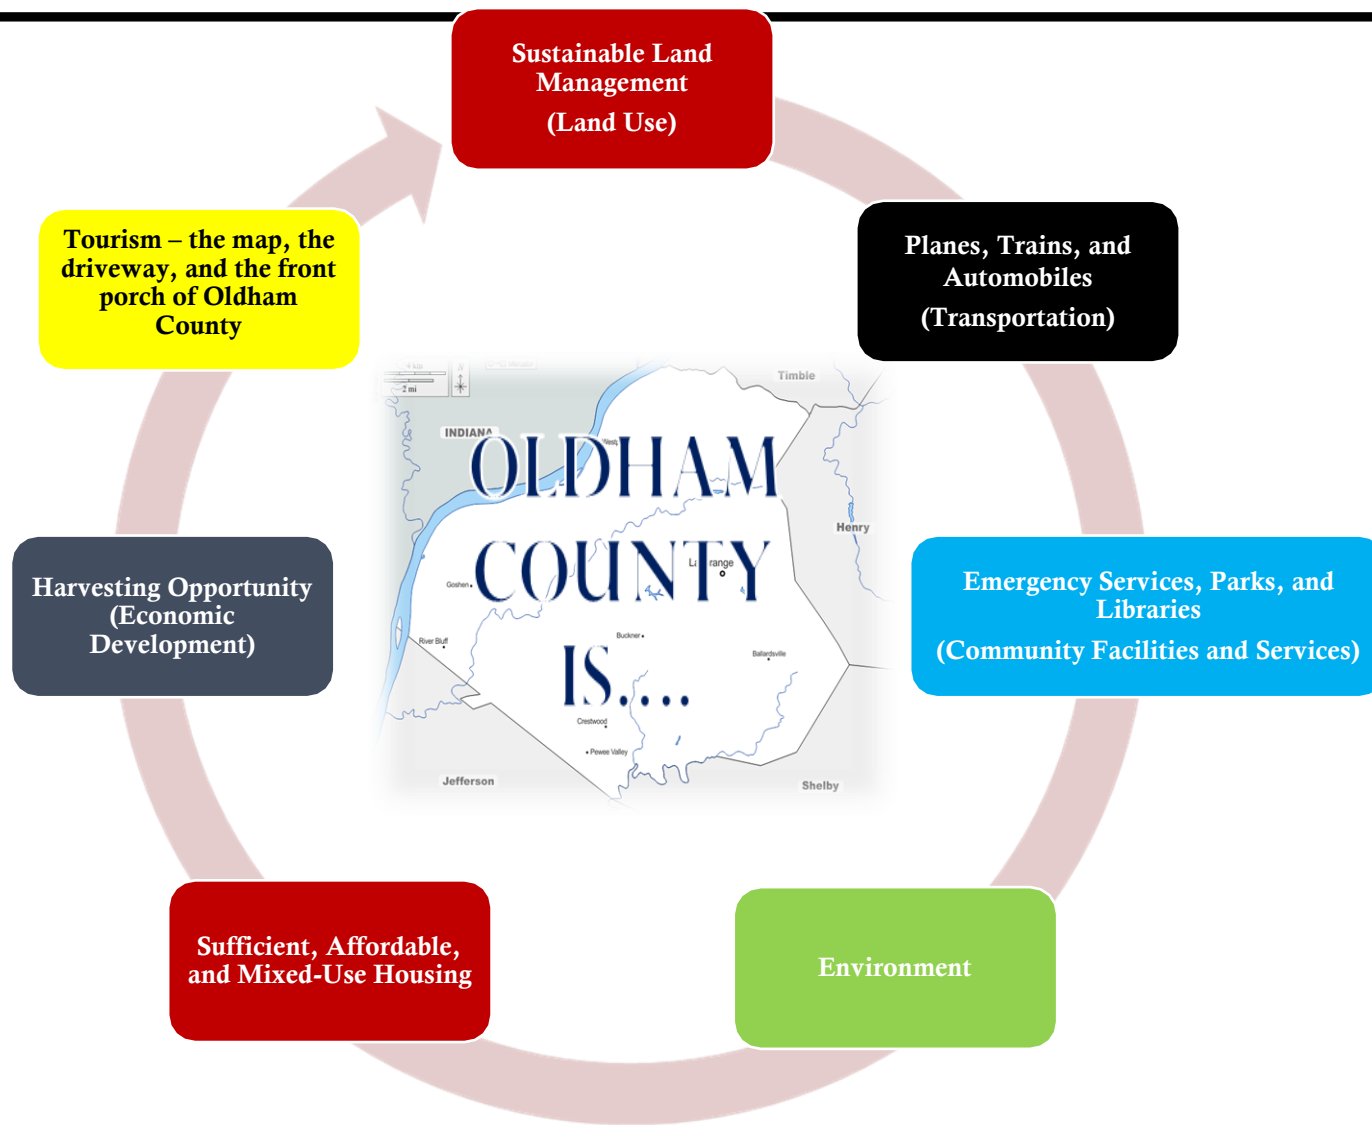 Sustainable Land
Management
(Land Use)
Planes, Trains, and
Automobiles
(Transportation)
Emergency Services, Parks, and
Libraries
(Community Facilities and Services)
Environment
Sufficient, Affordable,
and Mixed-Use Housing
Harvesting Opportunity
(Economic
Development)
Tourism – the map, the
driveway, and the front
porch of Oldham
County
OLDHAM
COUNTY
IS....
4 km
2 mi
N
Timble
INDIANA
Henry
Goshen
River Bluff
Buckner
Ballardsville
Crestwood
Pewee Valley
Jefferson
Shelby